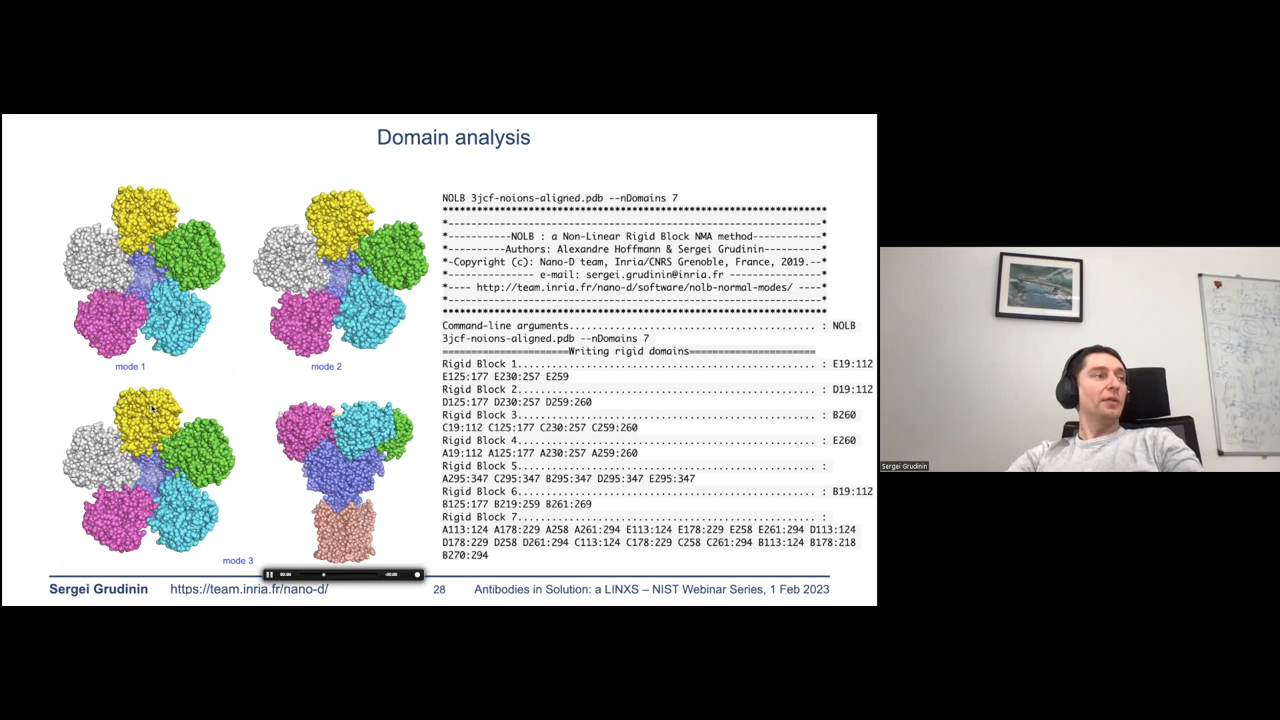 Domain analysis
mode 1
mode 2
mode 3
NOLB 3jcf-noions-aligned.pdb --nDomains 7
*******************************************************************************
*-----------------------------------------------------------------------------*
*-----------NOLB : a Non-Linear Rigid Block NMA method-----------*
*----------Authors: Alexandre Hoffmann & Sergei Grudinin----------*
*-Copyright (c): Nano-D team, Inria/CNRS Grenoble, France, 2019.--*
*-------------- e-mail: sergei.grudinin@inria.fr ----------------*
*---- http://team.inria.fr/nano-d/software/nolb-normal-modes/ ----*
*-----------------------------------------------------------------------------*
*******************************************************************************
Command-line arguments....................................... : NOLB
3jcf-noions-aligned.pdb --nDomains 7
=====================Writing rigid domains=====================
Rigid Block 1................................................ : E19:112
E125:177 E230:257 E259
Rigid Block 2................................................ : D19:112
D125:177 D230:257 D259:260
Rigid Block 3................................................ : B260
C19:112 C125:177 C230:257 C259:260
Rigid Block 4................................................ : E260
A19:112 A125:177 A230:257 A259:260
Rigid Block 5................................................ :
A295:347 C295:347 B295:347 D295:347 E295:347
Rigid Block 6................................................ : B19:112
B125:177 B219:259 B261:269
Rigid Block 7................................................ :
A113:124 A178:229 A258 A261:294 E113:124 E178:229 E258 E261:294 D113:124
D178:229 D258 D261:294 C113:124 C178:229 C258 C261:294 B113:124 B178:218
B270:294
00:00
-00:00
Sergei Grudinin https://team.inria.fr/nano-d/ 28 Antibodies in Solution: a LINXS – NIST Webinar Series, 1 Feb 2023
Sergei Grudinin